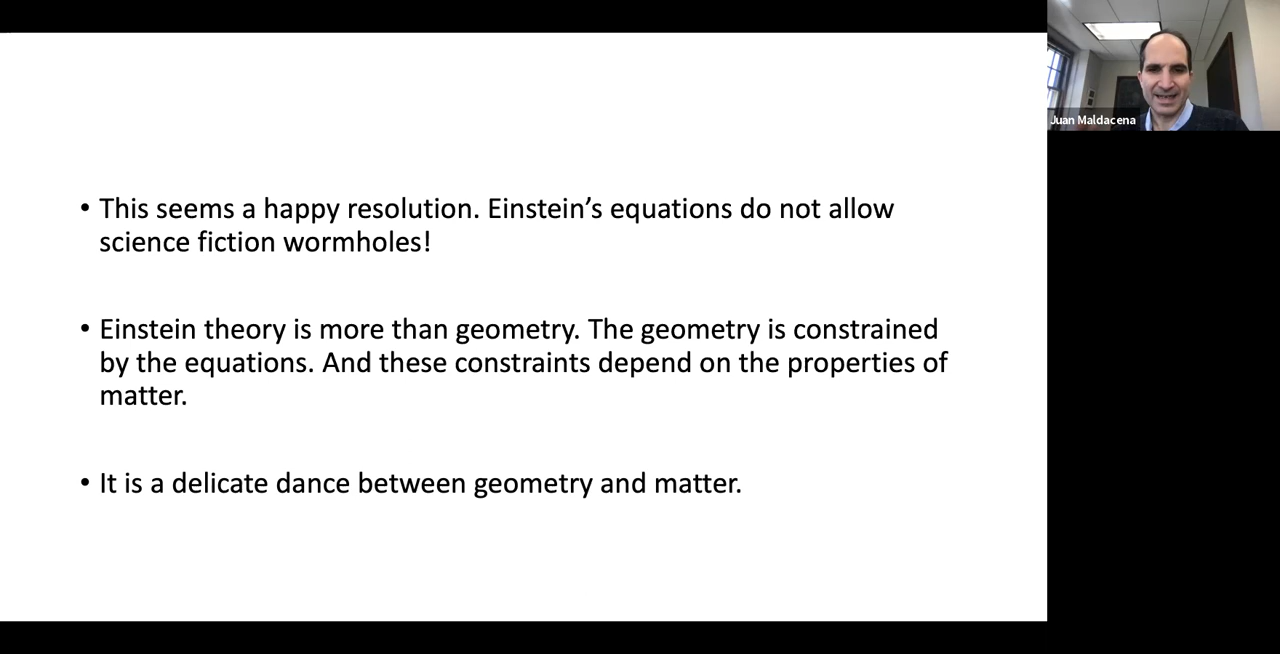 • This seems a happy resolution. Einstein’s equations do not allow
science fiction wormholes!
• Einstein theory is more than geometry. The geometry is constrained
by the equations. And these constraints depend on the properties of
matter.
• It is a delicate dance between geometry and matter.
Juan Maldacena